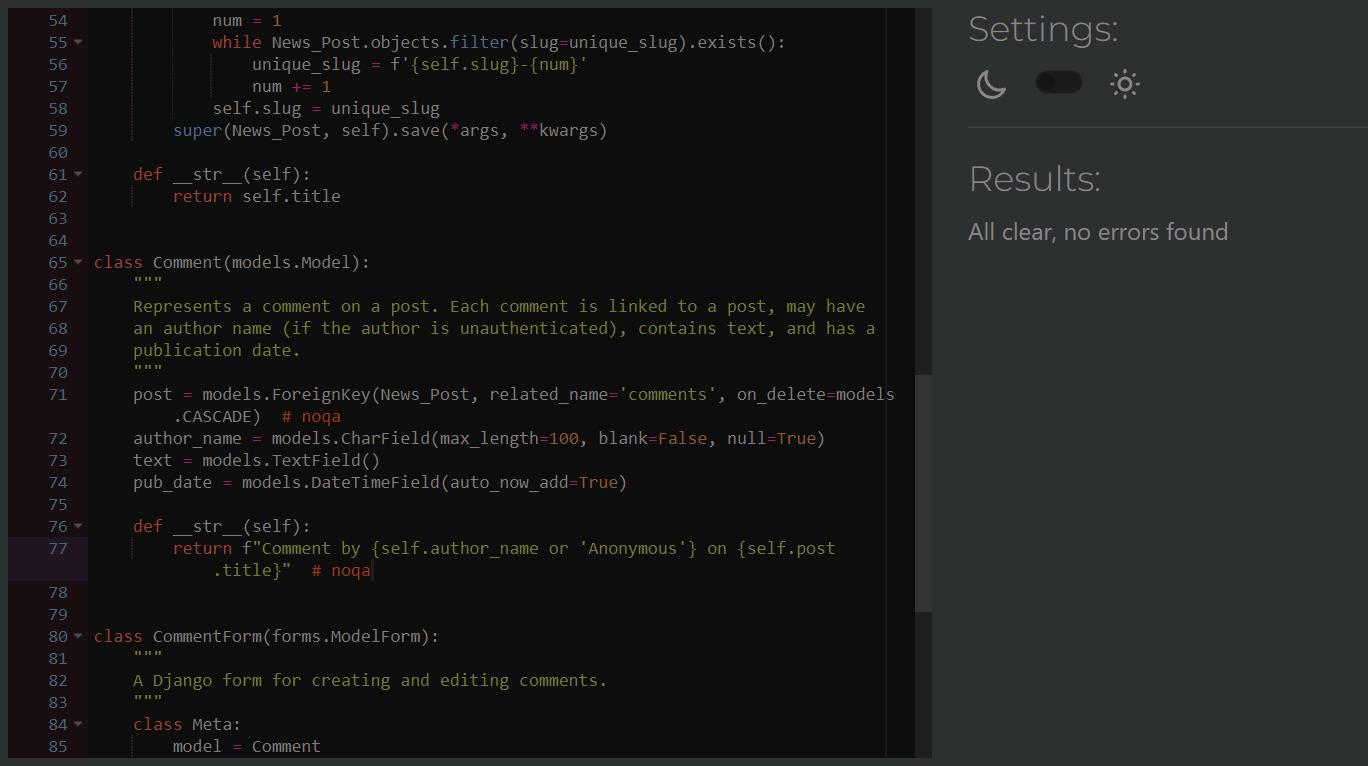 54 num = 1
55 while News_Post.objects.filter(slug=unique_slug).exists():
56 unique_slug = f'{self.slug}-{num}'
57 num += 1
58 self.slug = unique_slug
59 super(News_Post, self).save(*args, **kwargs)
60
61 def __str__(self):
62 return self.title
63
64
65 class Comment(models.Model):
66 """
67 Represents a comment on a post. Each comment is linked to a post, may have
68 an author name (if the author is unauthenticated), contains text, and has a
69 publication date.
70 """
71 post = models.ForeignKey(News_Post, related_name='comments', on_delete=models
.CASCADE)  # noqa
72 author_name = models.CharField(max_length=100, blank=False, null=True)
73 text = models.TextField()
74 pub_date = models.DateTimeField(auto_now_add=True)
75
76 def __str__(self):
77 return f"Comment by {self.author_name or 'Anonymous'} on {self.post
.title}"  # noqa
78
79
80 class CommentForm(forms.ModelForm):
81 """
82 A Django form for creating and editing comments.
83 """
84 class Meta:
85 model = Comment
Settings:
Results:
All clear, no errors found